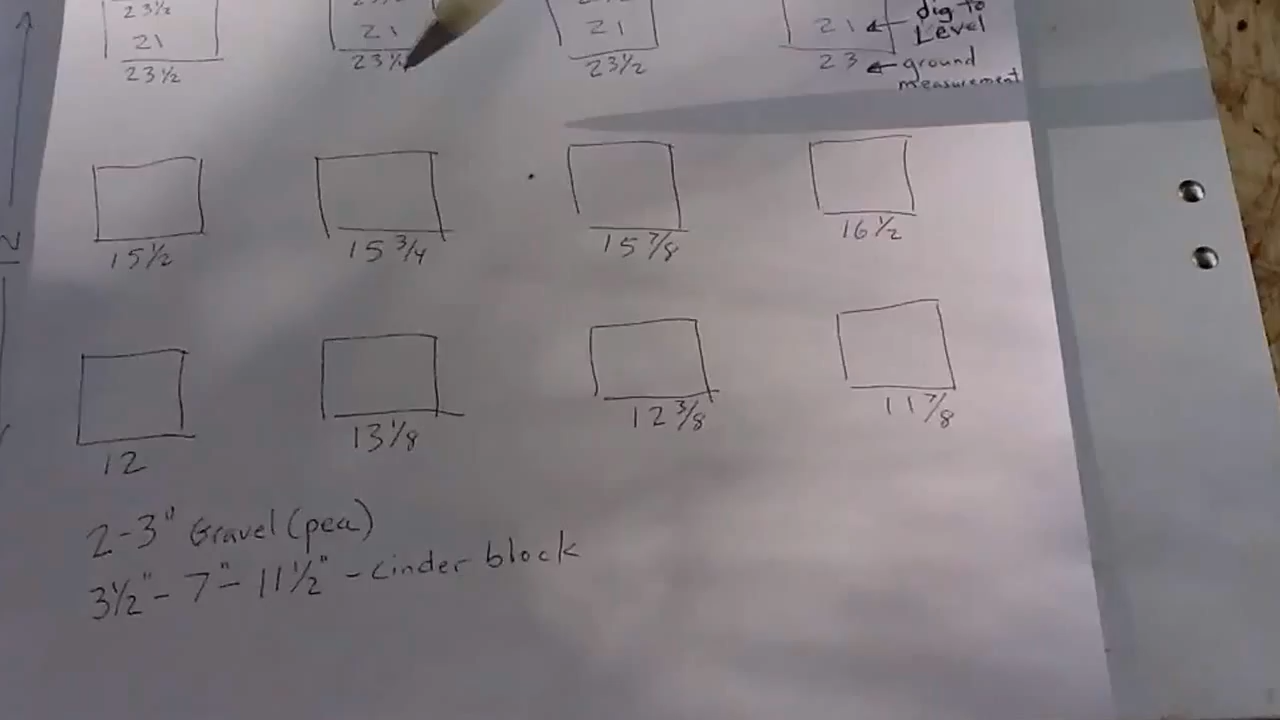 23½ 23½
21 21 21 21 ← dig to Level
23½ 23½ 23½ 23 ← ground measurement
15½ 15¾ 15⅞ 16½
12 13⅛ 12⅜ 11⅞
2-3" Gravel (pea)
3½" - 7" - 11½" - cinder block